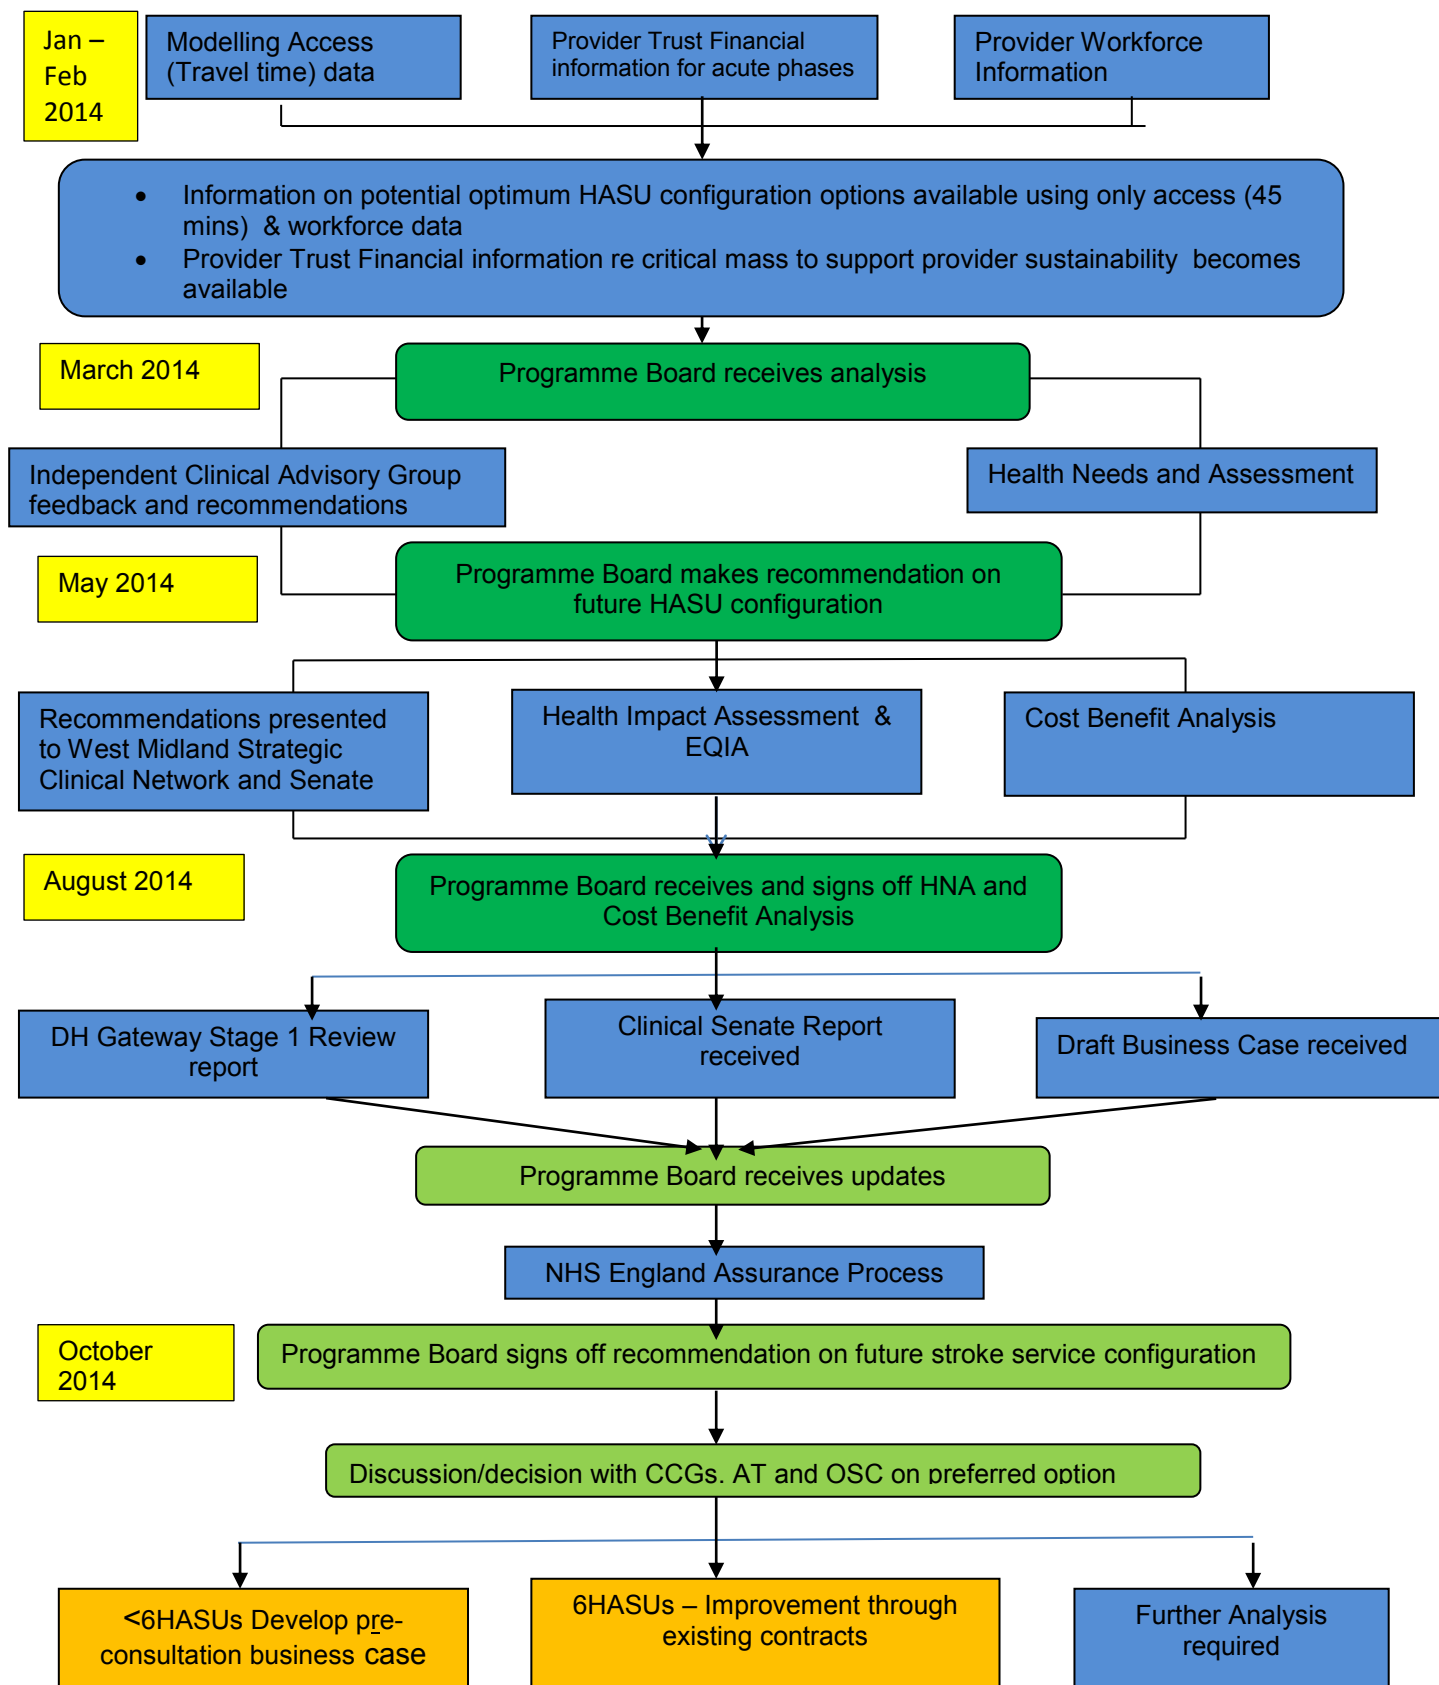 Jan –
Feb
2014
Modelling Access
(Travel time) data
Provider Trust Financial
information for acute phases
Provider Workforce
Information
• Information on potential optimum HASU configuration options available using only access (45
mins) & workforce data
• Provider Trust Financial information re critical mass to support provider sustainability becomes
available
March 2014
Programme Board receives analysis
Independent Clinical Advisory Group
feedback and recommendations
Health Needs and Assessment
May 2014
Programme Board makes recommendation on
future HASU configuration
Recommendations presented
to West Midland Strategic
Clinical Network and Senate
Health Impact Assessment &
EQIA
Cost Benefit Analysis
August 2014
Programme Board receives and signs off HNA and
Cost Benefit Analysis
DH Gateway Stage 1 Review
report
Clinical Senate Report
received
Draft Business Case received
Programme Board receives updates
NHS England Assurance Process
October
2014
Programme Board signs off recommendation on future stroke service configuration
Discussion/decision with CCGs. AT and OSC on preferred option
<6HASUs Develop pre-
consultation business case
6HASUs – Improvement through
existing contracts
Further Analysis
required